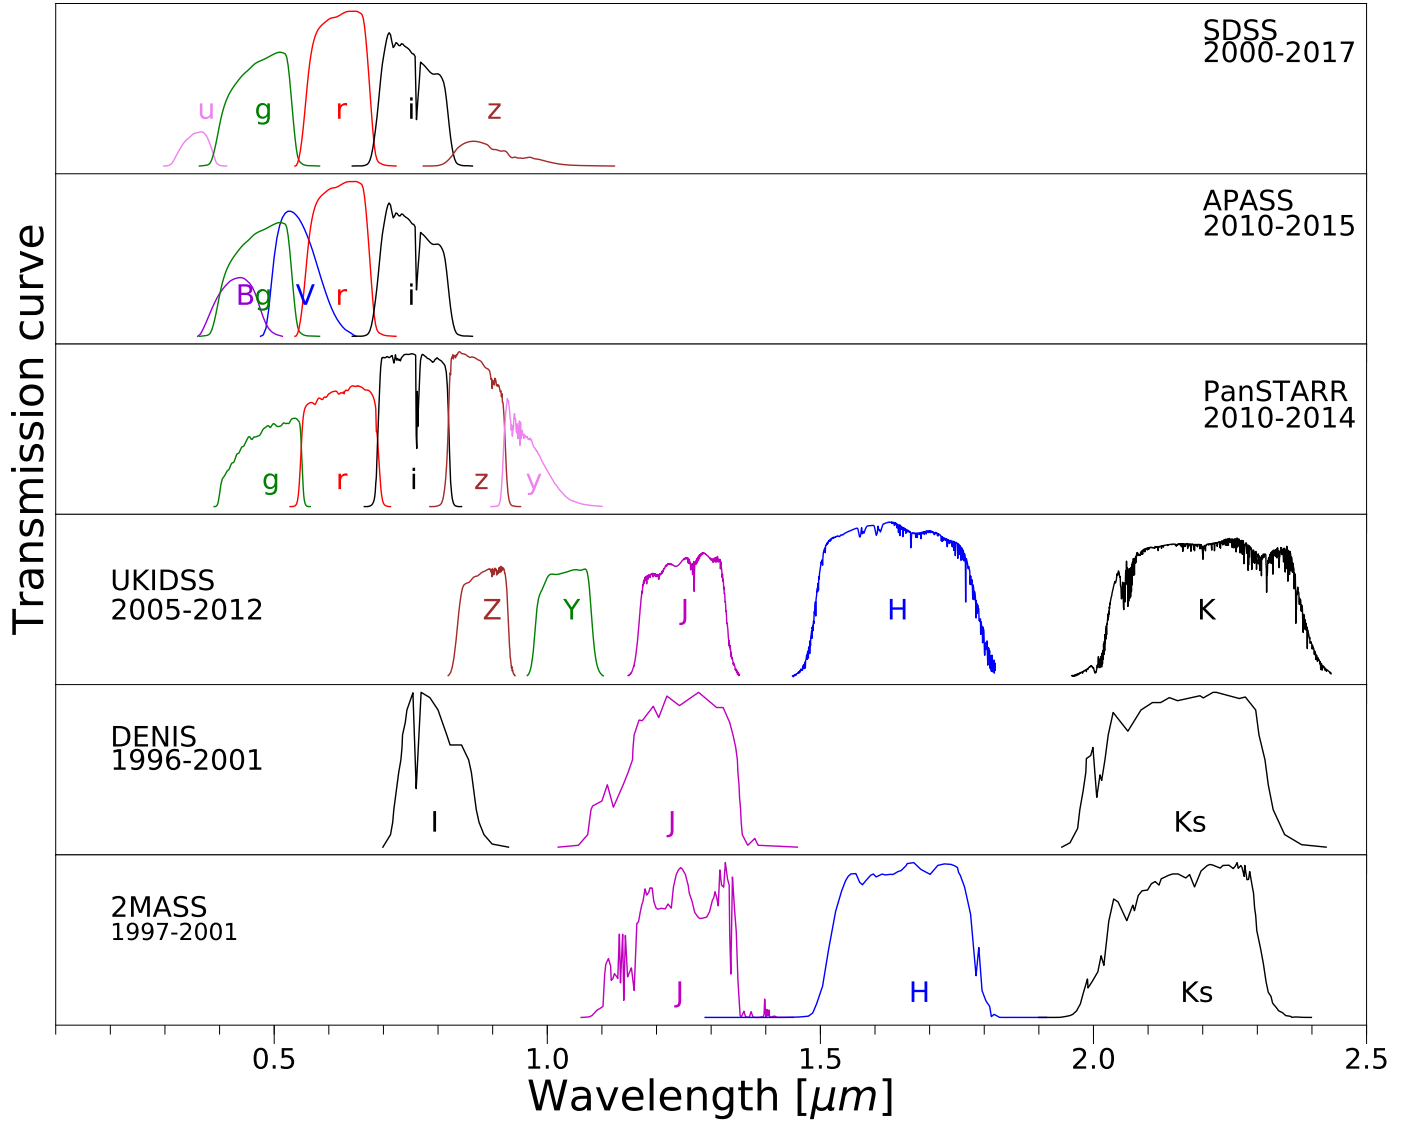 SDSS
2000-2017
u g r i z
APASS
2010-2015
B g V r i
PanSTARR
2010-2014
g r i z y
UKIDSS
2005-2012
Z Y J H K
DENIS
1996-2001
I J Ks
2MASS
1997-2001
J H Ks
Transmission curve
0.5 1.0 1.5 2.0 2.5
Wavelength [μm]